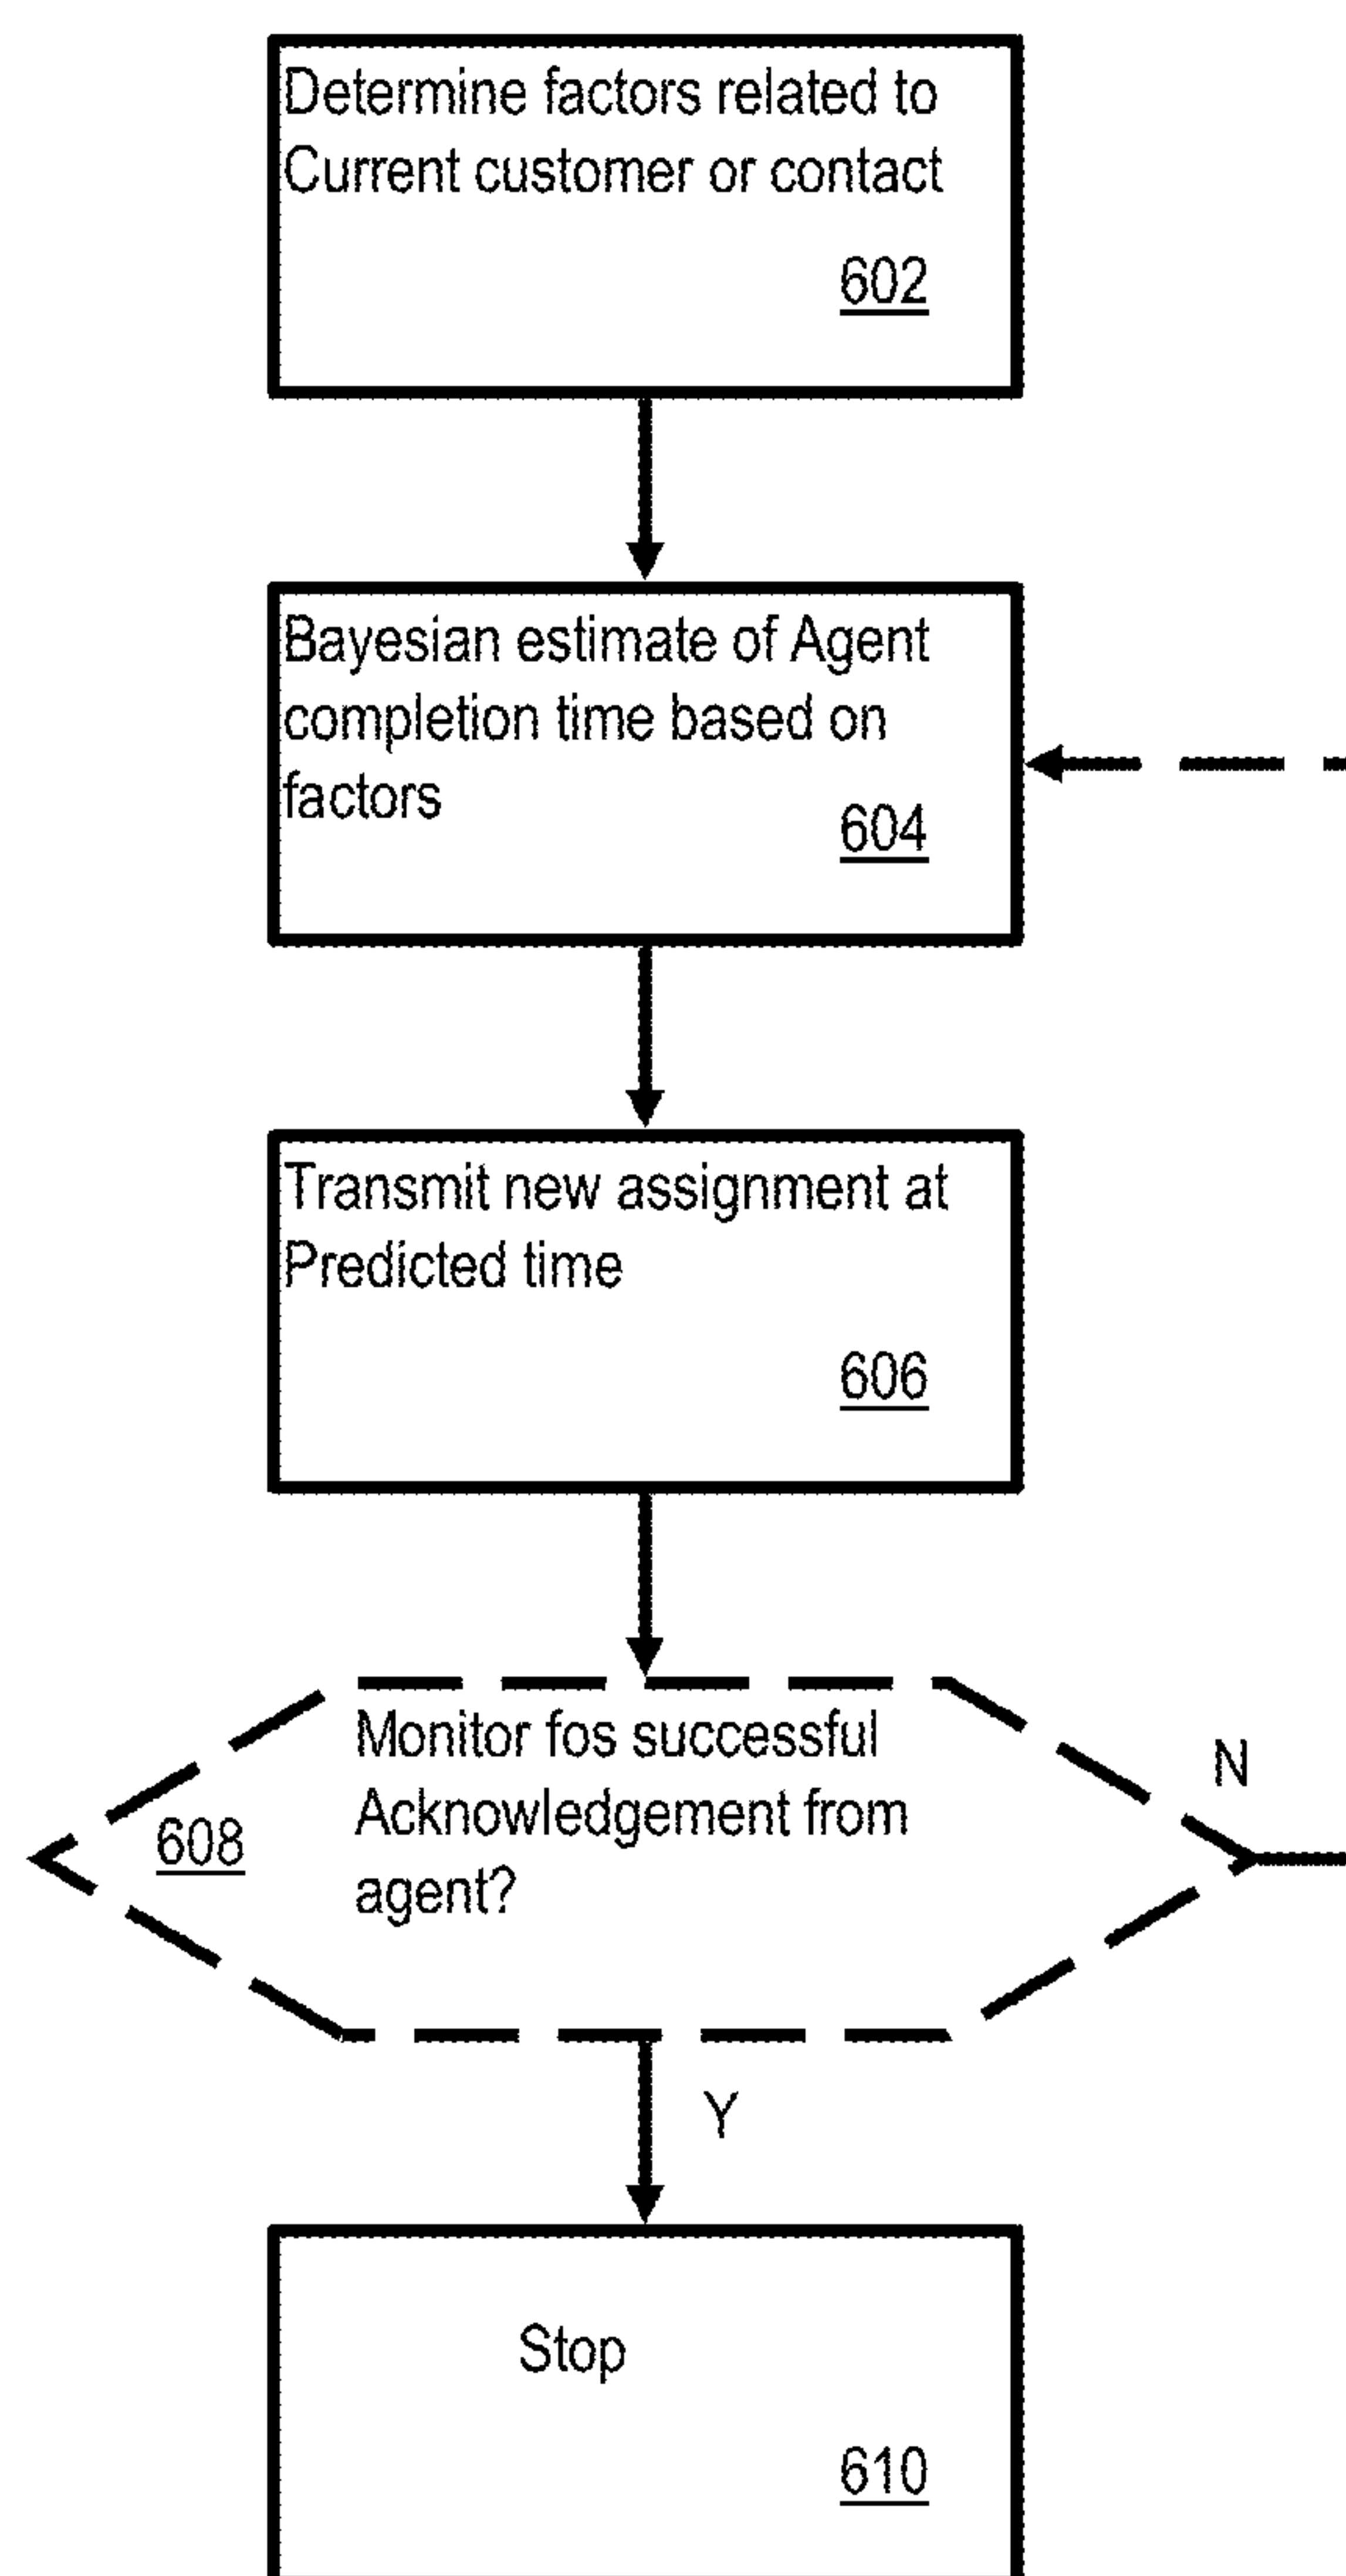 Determine factors related to
Current customer or contact
602
Bayesian estimate of Agent
completion time based on
factors
604
Transmit new assignment at
Predicted time
606
Monitor fos successful
Acknowledgement from
agent?
608
N
Y
Stop
610